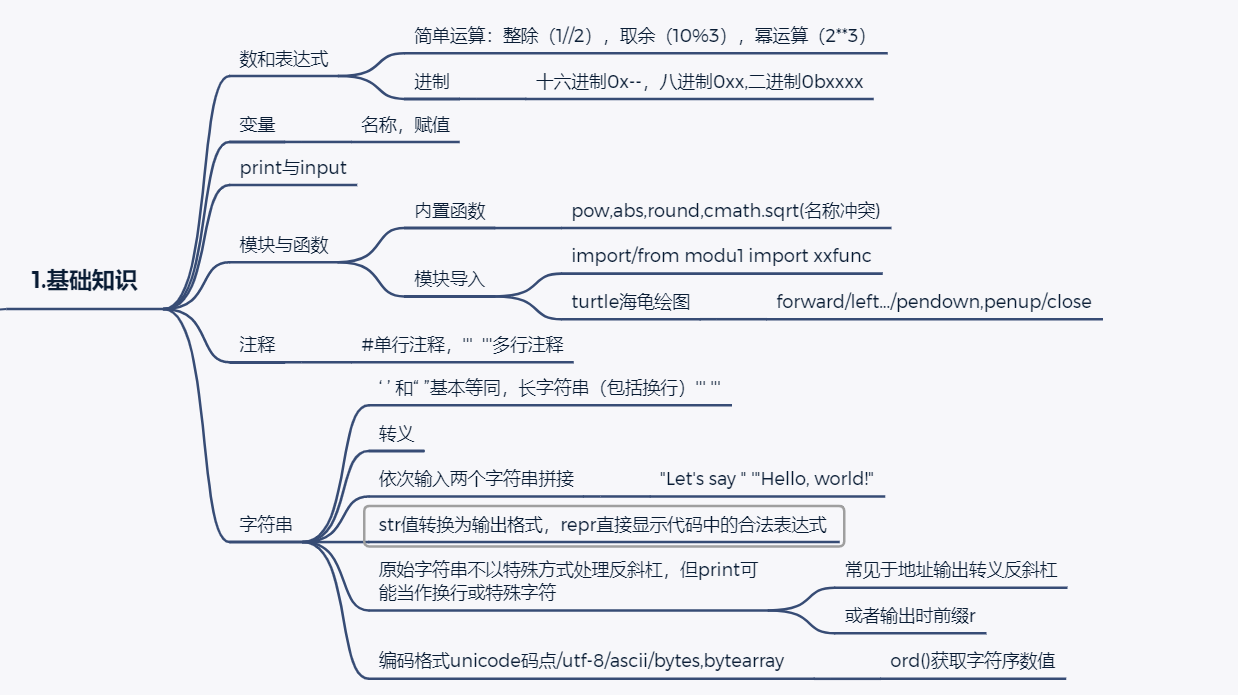 简单运算：整除（1//2），取余（10%3），幂运算（2**3）
数和表达式
进制
十六进制0x--，八进制0xx,二进制0bxxxx
变量
名称，赋值
print与input
内置函数
pow,abs,round,cmath.sqrt(名称冲突)
模块与函数
import/from modu1 import xxfunc
1.基础知识
模块导入
turtle海龟绘图
forward/left.../pendown,penup/close
注释
#单行注释，'''  '''多行注释
‘ ’ 和“ ”基本等同，长字符串（包括换行）''' '''
转义
依次输入两个字符串拼接
"Let's say " '"Hello, world!"
字符串
str值转换为输出格式，repr直接显示代码中的合法表达式
原始字符串不以特殊方式处理反斜杠，但print可
能当作换行或特殊字符
常见于地址输出转义反斜杠
或者输出时前缀r
编码格式unicode码点/utf-8/ascii/bytes,bytearray
ord()获取字符序数值